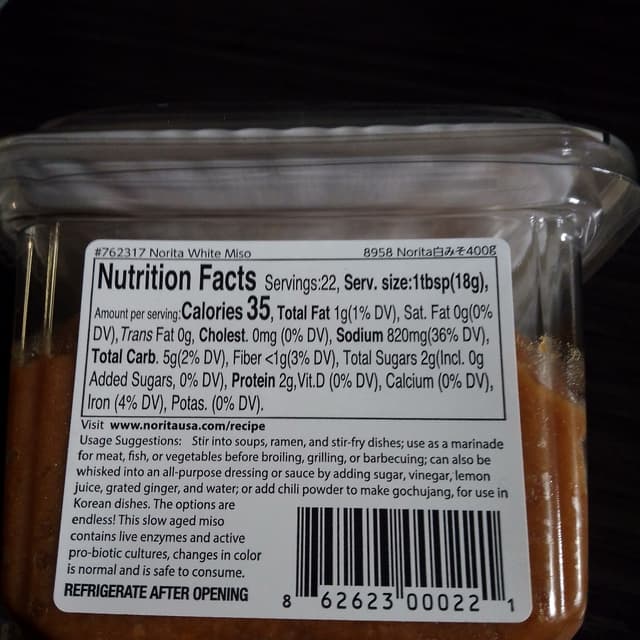 #762317 Norita White Miso 8958 Norita白みそ400g
Nutrition Facts Servings:22, Serv. size:1tbsp(18g),
Amount per serving:Calories 35, Total Fat 1g(1% DV), Sat. Fat 0g(0%
DV),Trans Fat 0g, Cholest. 0mg (0% DV), Sodium 820mg(36% DV),
Total Carb. 5g(2% DV), Fiber <1g(3% DV), Total Sugars 2g(Incl. 0g
Added Sugars, 0% DV), Protein 2g,Vit.D (0% DV), Calcium (0% DV),
Iron (4% DV), Potas. (0% DV).
Visit www.noritausa.com/recipe
Usage Suggestions: Stir into soups, ramen, and stir-fry dishes; use as a marinade
for meat, fish, or vegetables before broiling, grilling, or barbecuing; can also be
whisked into an all-purpose dressing or sauce by adding sugar, vinegar, lemon
juice, grated ginger, and water; or add chili powder to make gochujang, for use in
Korean dishes. The options are
endless! This slow aged miso
contains live enzymes and active
pro-biotic cultures, changes in color
is normal and is safe to consume.
REFRIGERATE AFTER OPENING
8 62623 00022 1